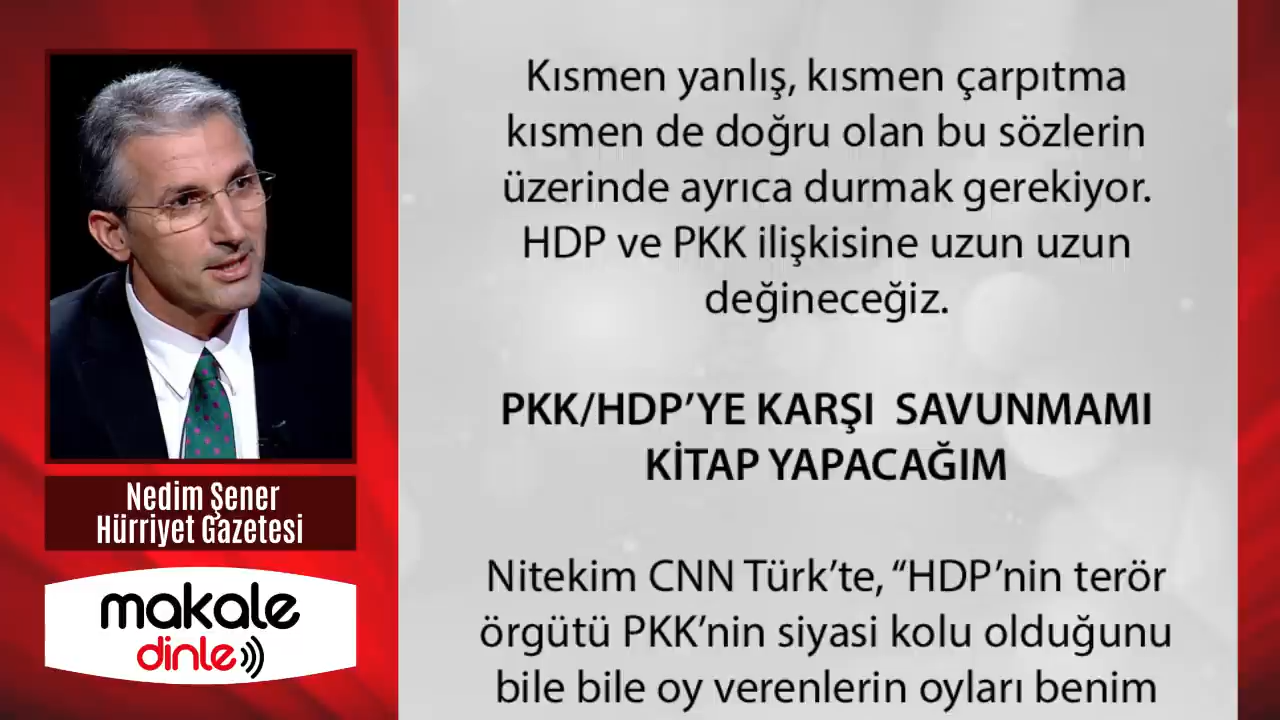 Kısmen yanlış, kısmen çarpıtma
kısmen de doğru olan bu sözlerin
üzerinde ayrıca durmak gerekiyor.
HDP ve PKK ilişkisine uzun uzun
değineceğiz.
PKK/HDP’YE KARŞI  SAVUNMAMI
KİTAP YAPACAĞIM
Nitekim CNN Türk’te, “HDP’nin terör
örgütü PKK’nin siyasi kolu olduğunu
bile bile oy verenlerin oyları benim
Nedim Şener
Hürriyet Gazetesi
makale
dinle